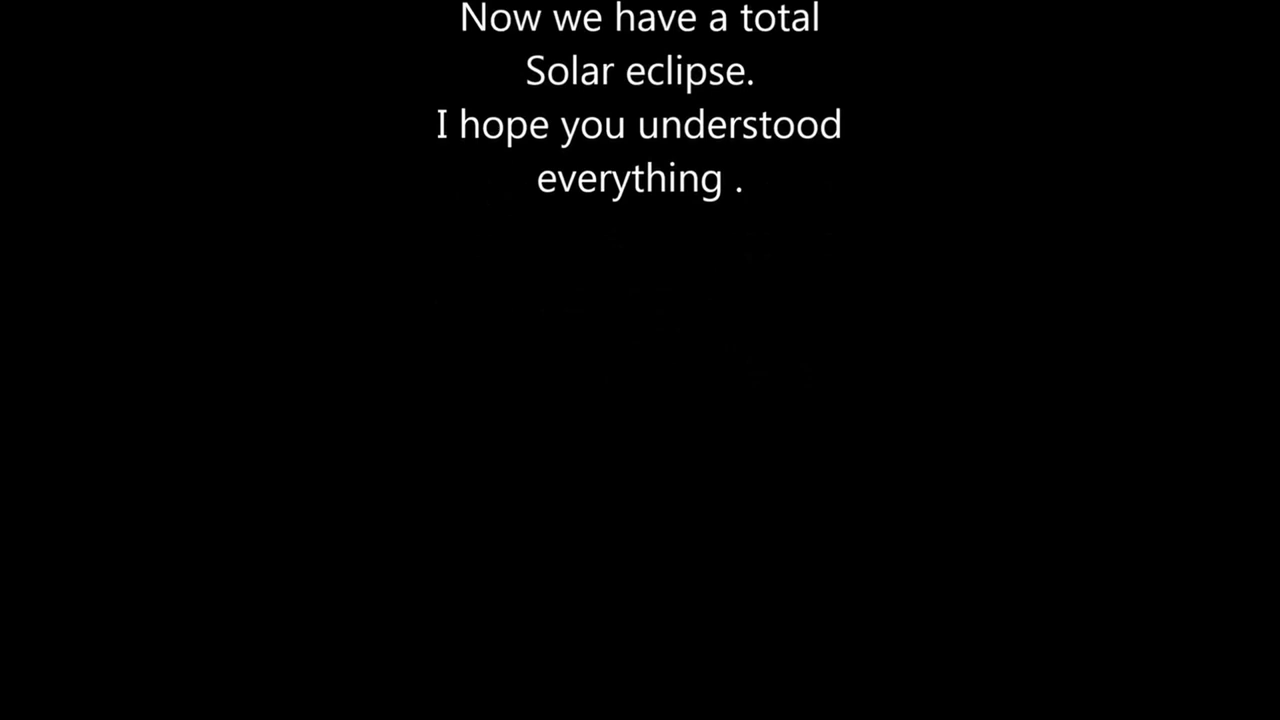 Now we have a total
Solar eclipse.
I hope you understood
everything .